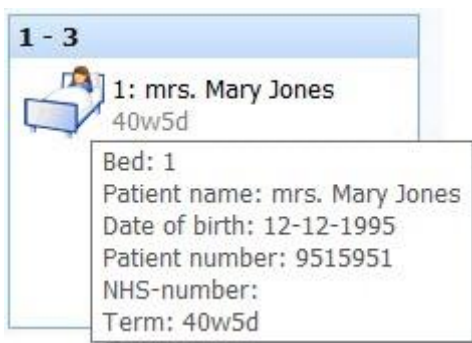 1 - 3
1: mrs. Mary Jones
40w5d
Bed: 1
Patient name: mrs. Mary Jones
Date of birth: 12-12-1995
Patient number: 9515951
NHS-number:
Term: 40w5d